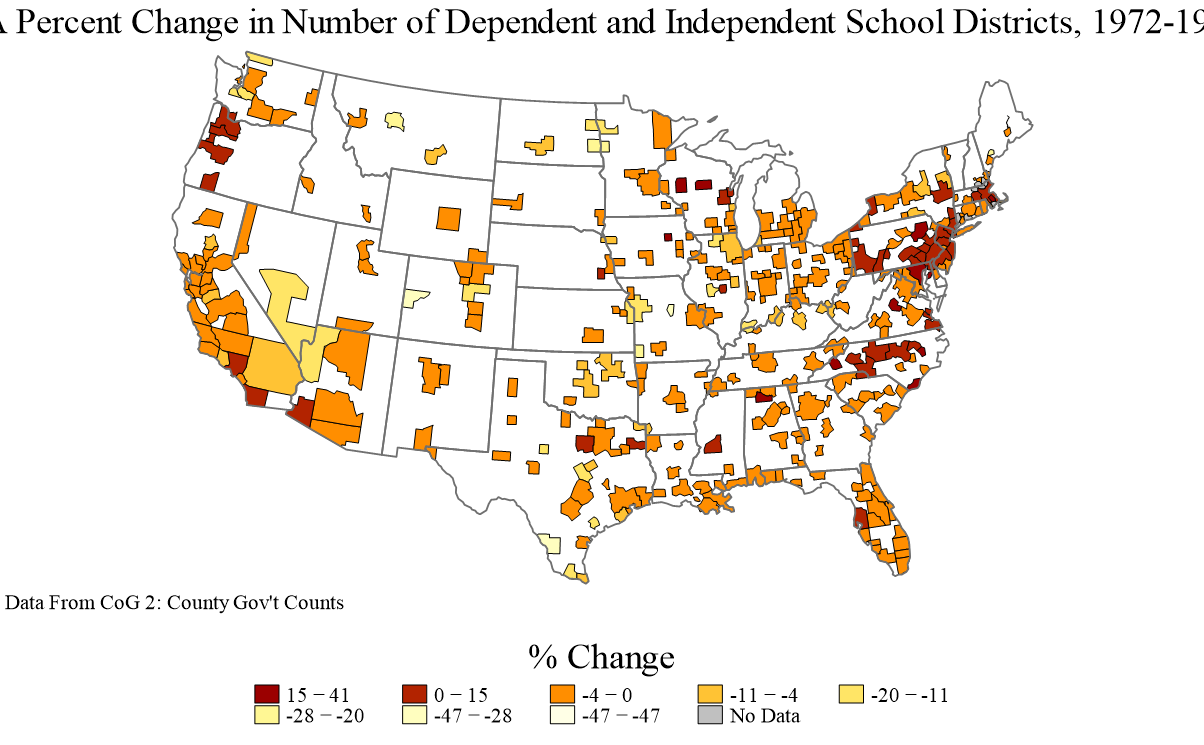 A Percent Change in Number of Dependent and Independent School Districts, 1972-19
Data From CoG 2: County Gov't Counts
% Change
15 − 41 0 − 15 -4 − 0 -11 − -4 -20 − -11
-28 − -20 -47 − -28 -47 − -47 No Data